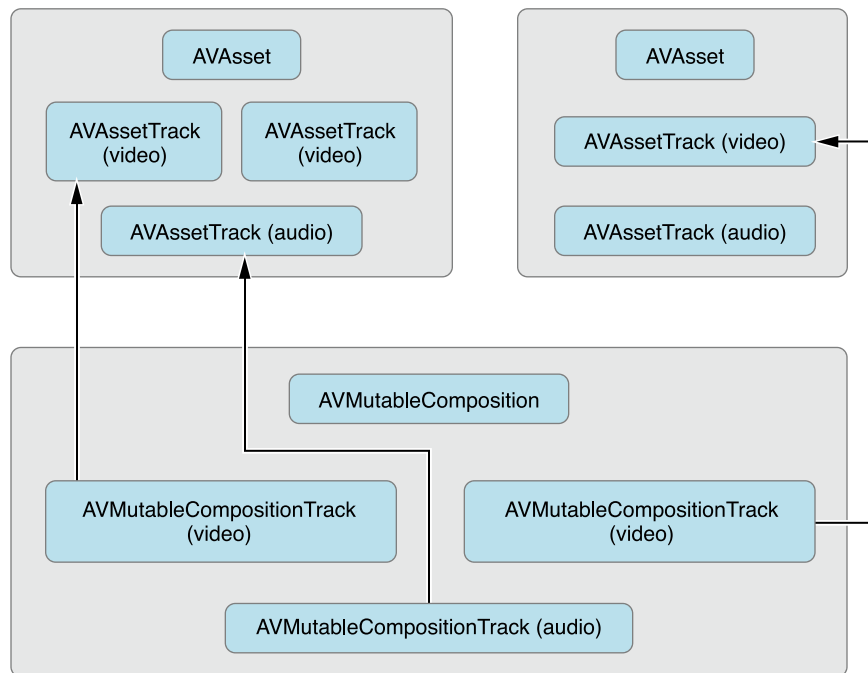 AVAsset
AVAssetTrack
(video)
AVAssetTrack
(video)
AVAssetTrack (audio)
AVAsset
AVAssetTrack (video)
AVAssetTrack (audio)
AVMutableComposition
AVMutableCompositionTrack
(video)
AVMutableCompositionTrack
(video)
AVMutableCompositionTrack (audio)